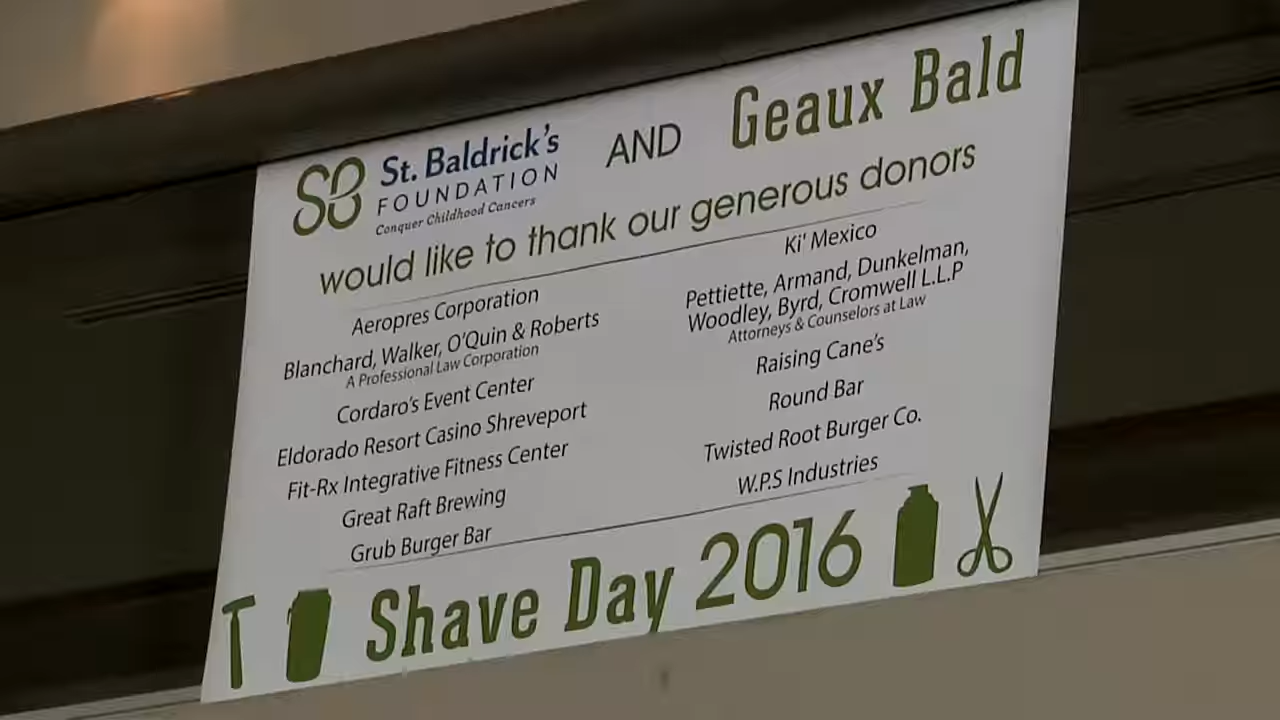 SB St. Baldrick's
FOUNDATION
Conquer Childhood Cancers
AND
Geaux Bald
would like to thank our generous donors
Aeropres Corporation
Blanchard, Walker, O'Quin & Roberts
A Professional Law Corporation
Cordaro's Event Center
Eldorado Resort Casino Shreveport
Fit-Rx Integrative Fitness Center
Great Raft Brewing
Grub Burger Bar
Ki' Mexico
Pettiette, Armand, Dunkelman,
Woodley, Byrd, Cromwell L.L.P
Attorneys & Counselors at Law
Raising Cane's
Round Bar
Twisted Root Burger Co.
W.P.S Industries
Shave Day 2016